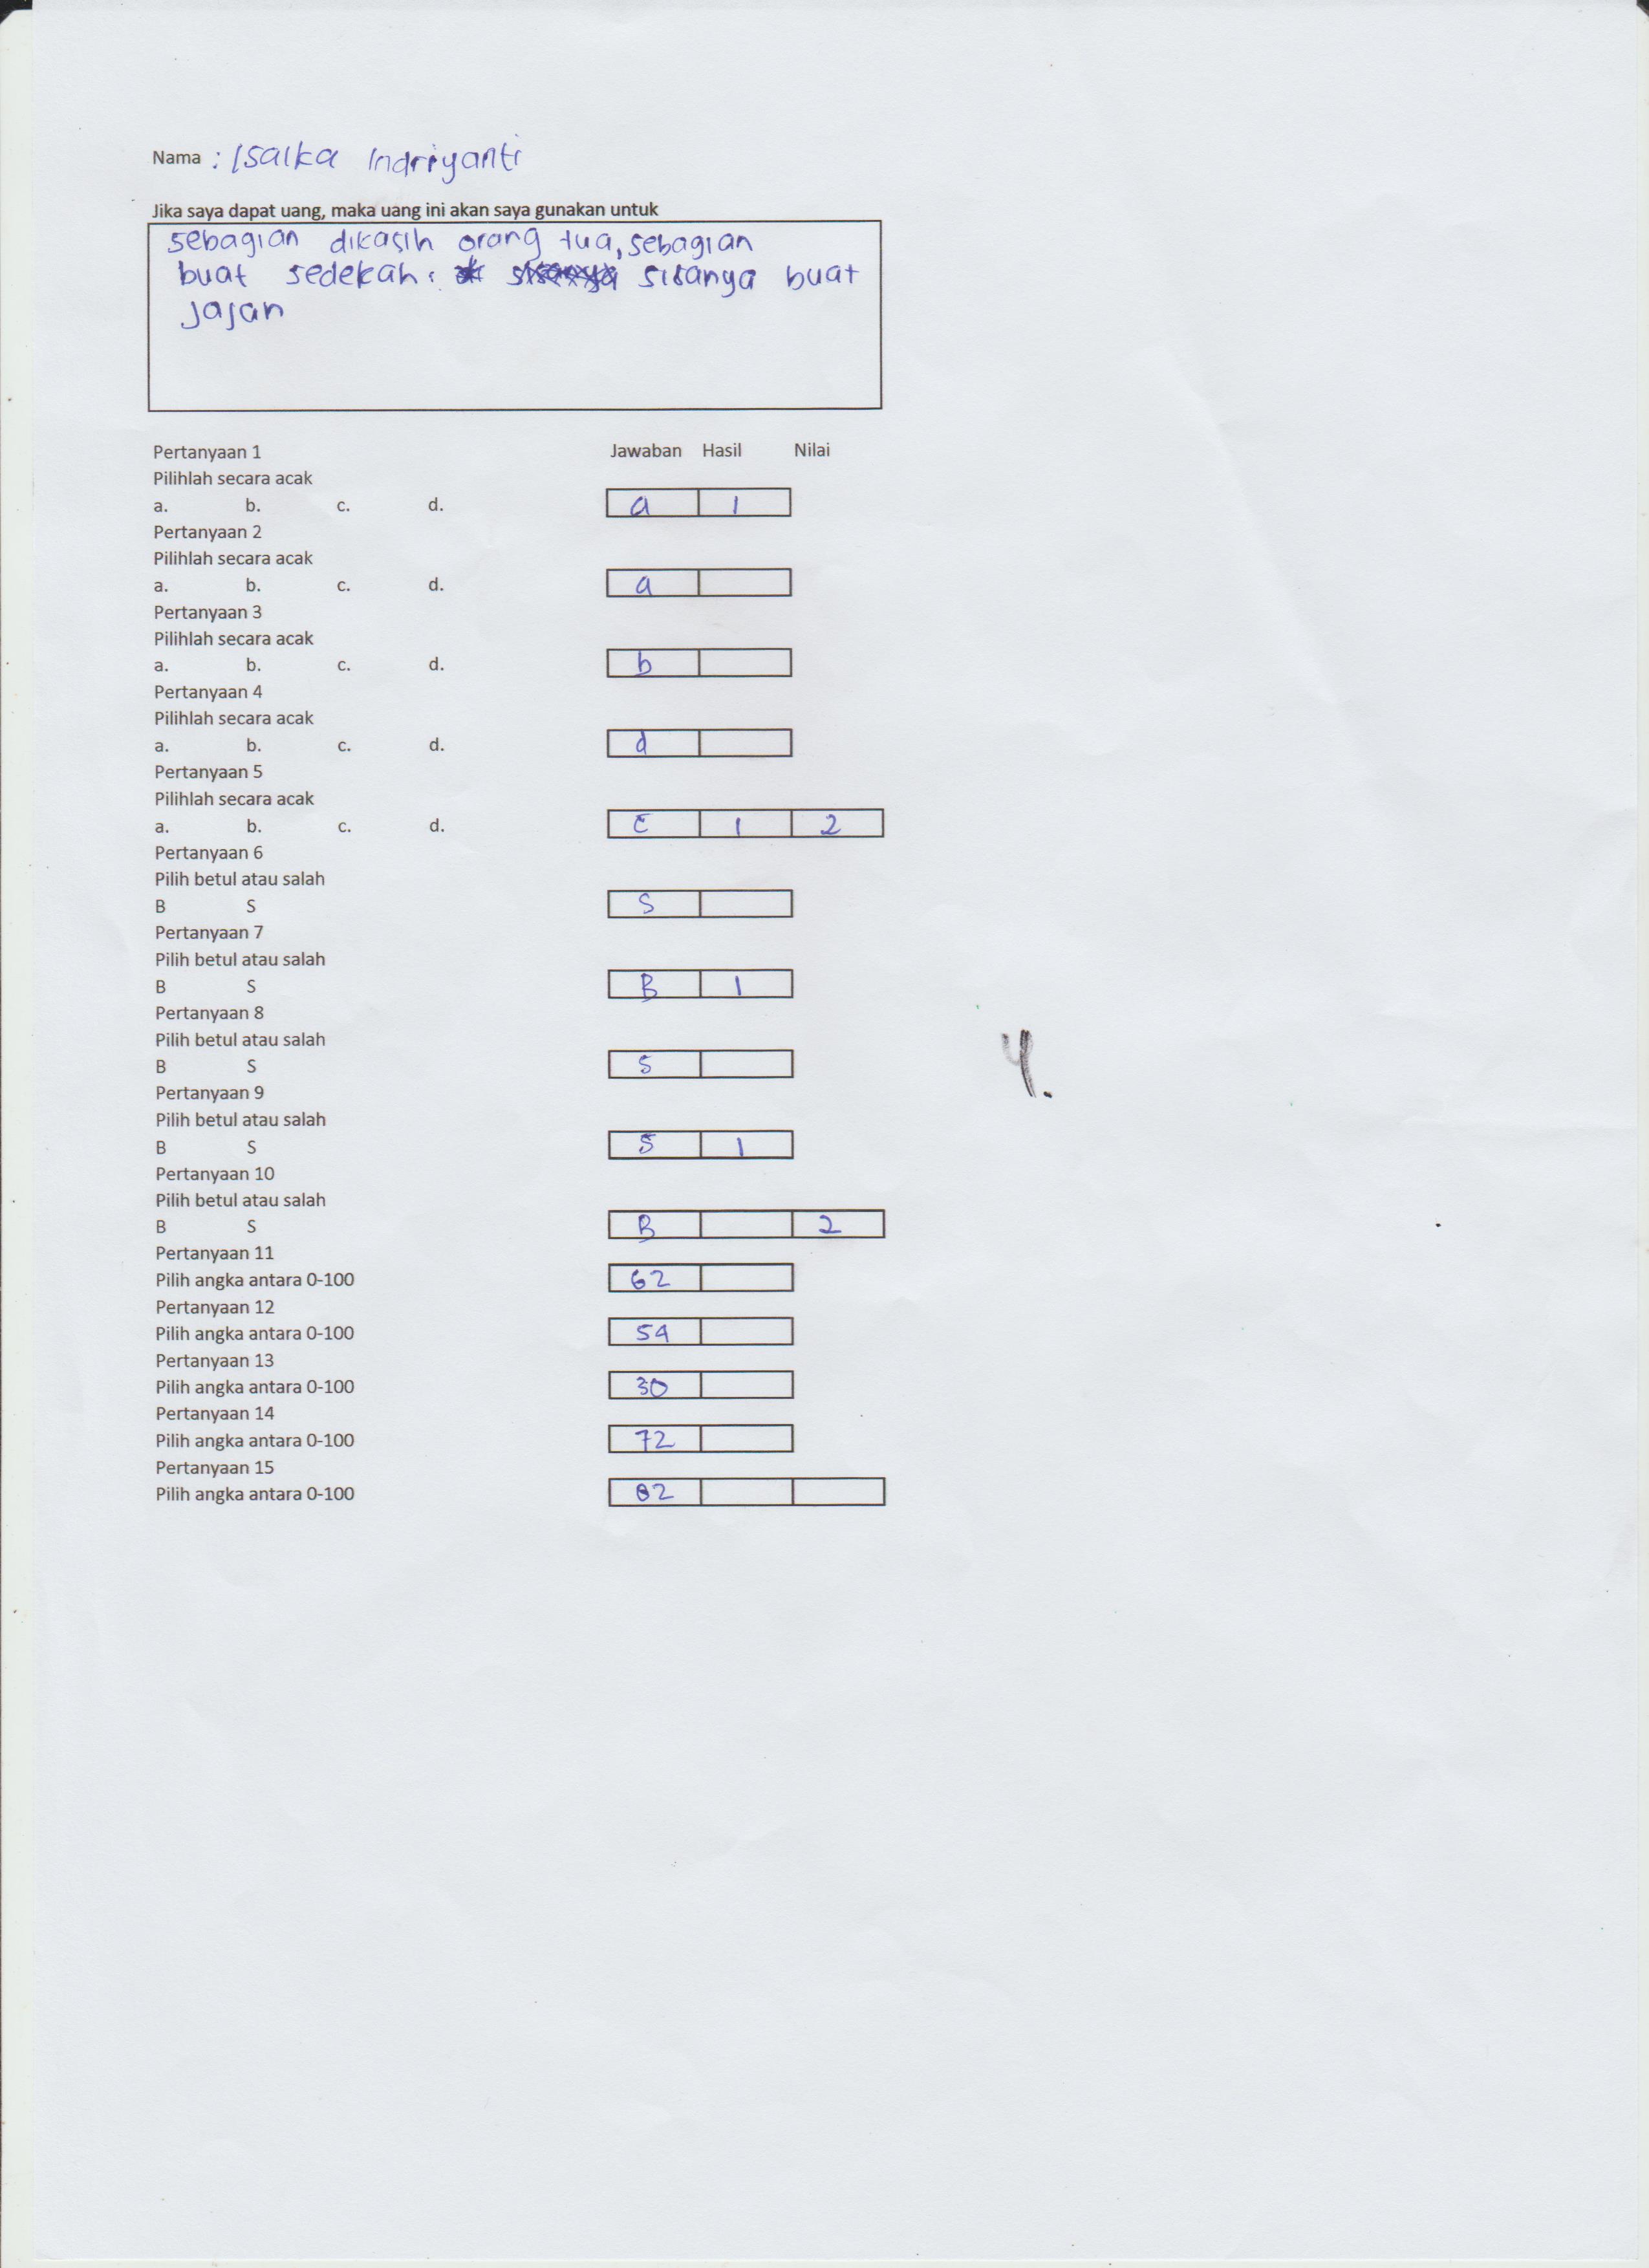 Nama : Isalka Indriyanti
Jika saya dapat uang, maka uang ini akan saya gunakan untuk
sebagian dikasih orang tua, sebagian
buat sedekah, sisanya buat
jajan
Pertanyaan 1 Jawaban Hasil Nilai
Pilihlah secara acak
a. b. c. d. a 1
Pertanyaan 2
Pilihlah secara acak
a. b. c. d. a
Pertanyaan 3
Pilihlah secara acak
a. b. c. d. b
Pertanyaan 4
Pilihlah secara acak
a. b. c. d. d
Pertanyaan 5
Pilihlah secara acak
a. b. c. d. c 1 2
Pertanyaan 6
Pilih betul atau salah
B S S
Pertanyaan 7
Pilih betul atau salah
B S B 1
Pertanyaan 8
Pilih betul atau salah
B S S
Pertanyaan 9
Pilih betul atau salah
B S S 1
Pertanyaan 10
Pilih betul atau salah
B S B 2
Pertanyaan 11
Pilih angka antara 0-100 62
Pertanyaan 12
Pilih angka antara 0-100 54
Pertanyaan 13
Pilih angka antara 0-100 30
Pertanyaan 14
Pilih angka antara 0-100 72
Pertanyaan 15
Pilih angka antara 0-100 82
4.